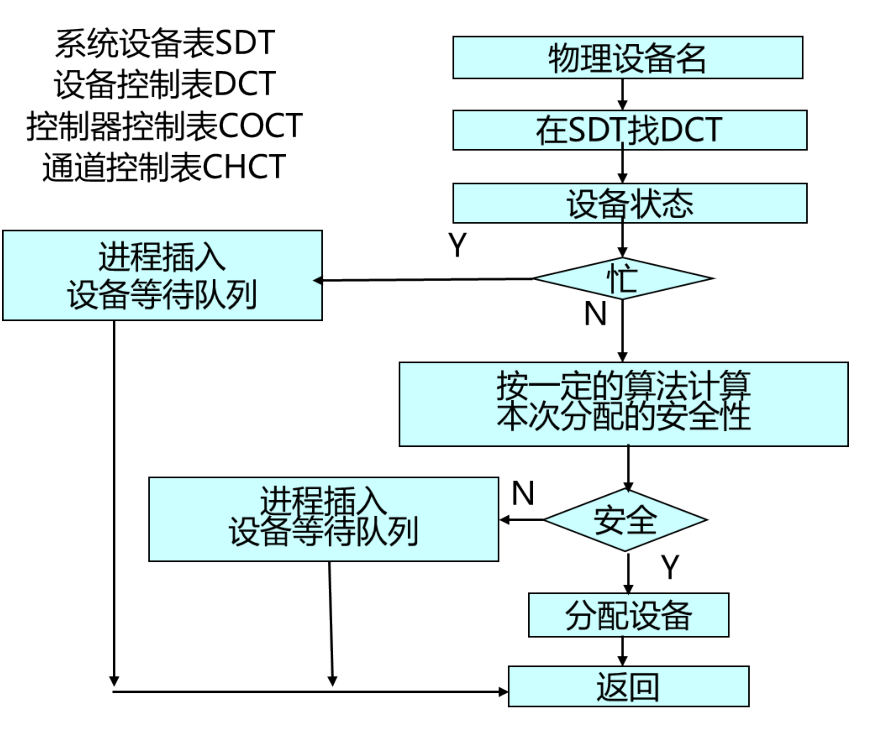 系统设备表SDT
设备控制表DCT
控制器控制表COCT
通道控制表CHCT
物理设备名
在SDT找DCT
设备状态
忙
Y
进程插入
设备等待队列
N
按一定的算法计算
本次分配的安全性
安全
N
进程插入
设备等待队列
Y
分配设备
返回